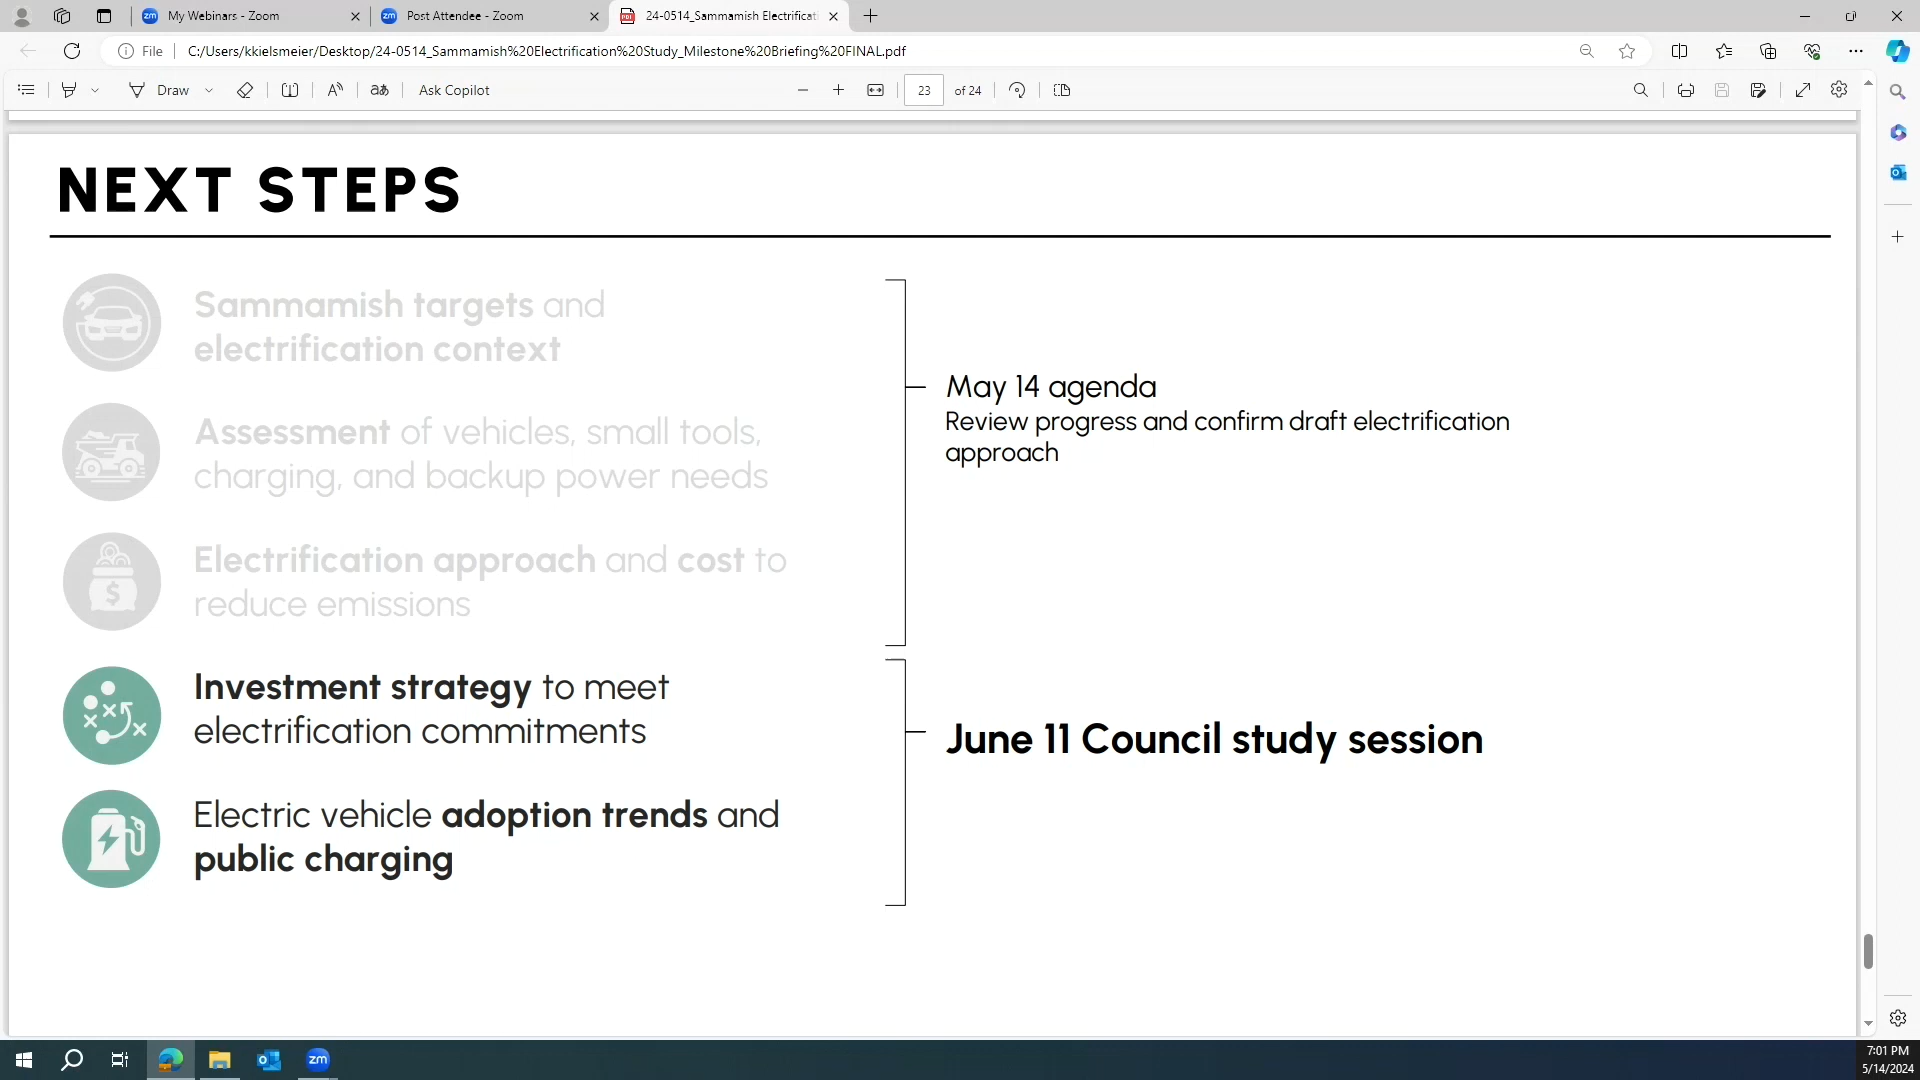 My Webinars - Zoom
Post Attendee - Zoom
24-0514_Sammamish Electrificati
File
C:/Users/kkielsmeier/Desktop/24-0514_Sammamish%20Electrification%20Study_Milestone%20Briefing%20FINAL.pdf
Draw
Ask Copilot
23 of 24
NEXT STEPS
Sammamish targets and
electrification context
Assessment of vehicles, small tools,
charging, and backup power needs
Electrification approach and cost to
reduce emissions
May 14 agenda
Review progress and confirm draft electrification
approach
Investment strategy to meet
electrification commitments
Electric vehicle adoption trends and
public charging
June 11 Council study session
7:01 PM
5/14/2024